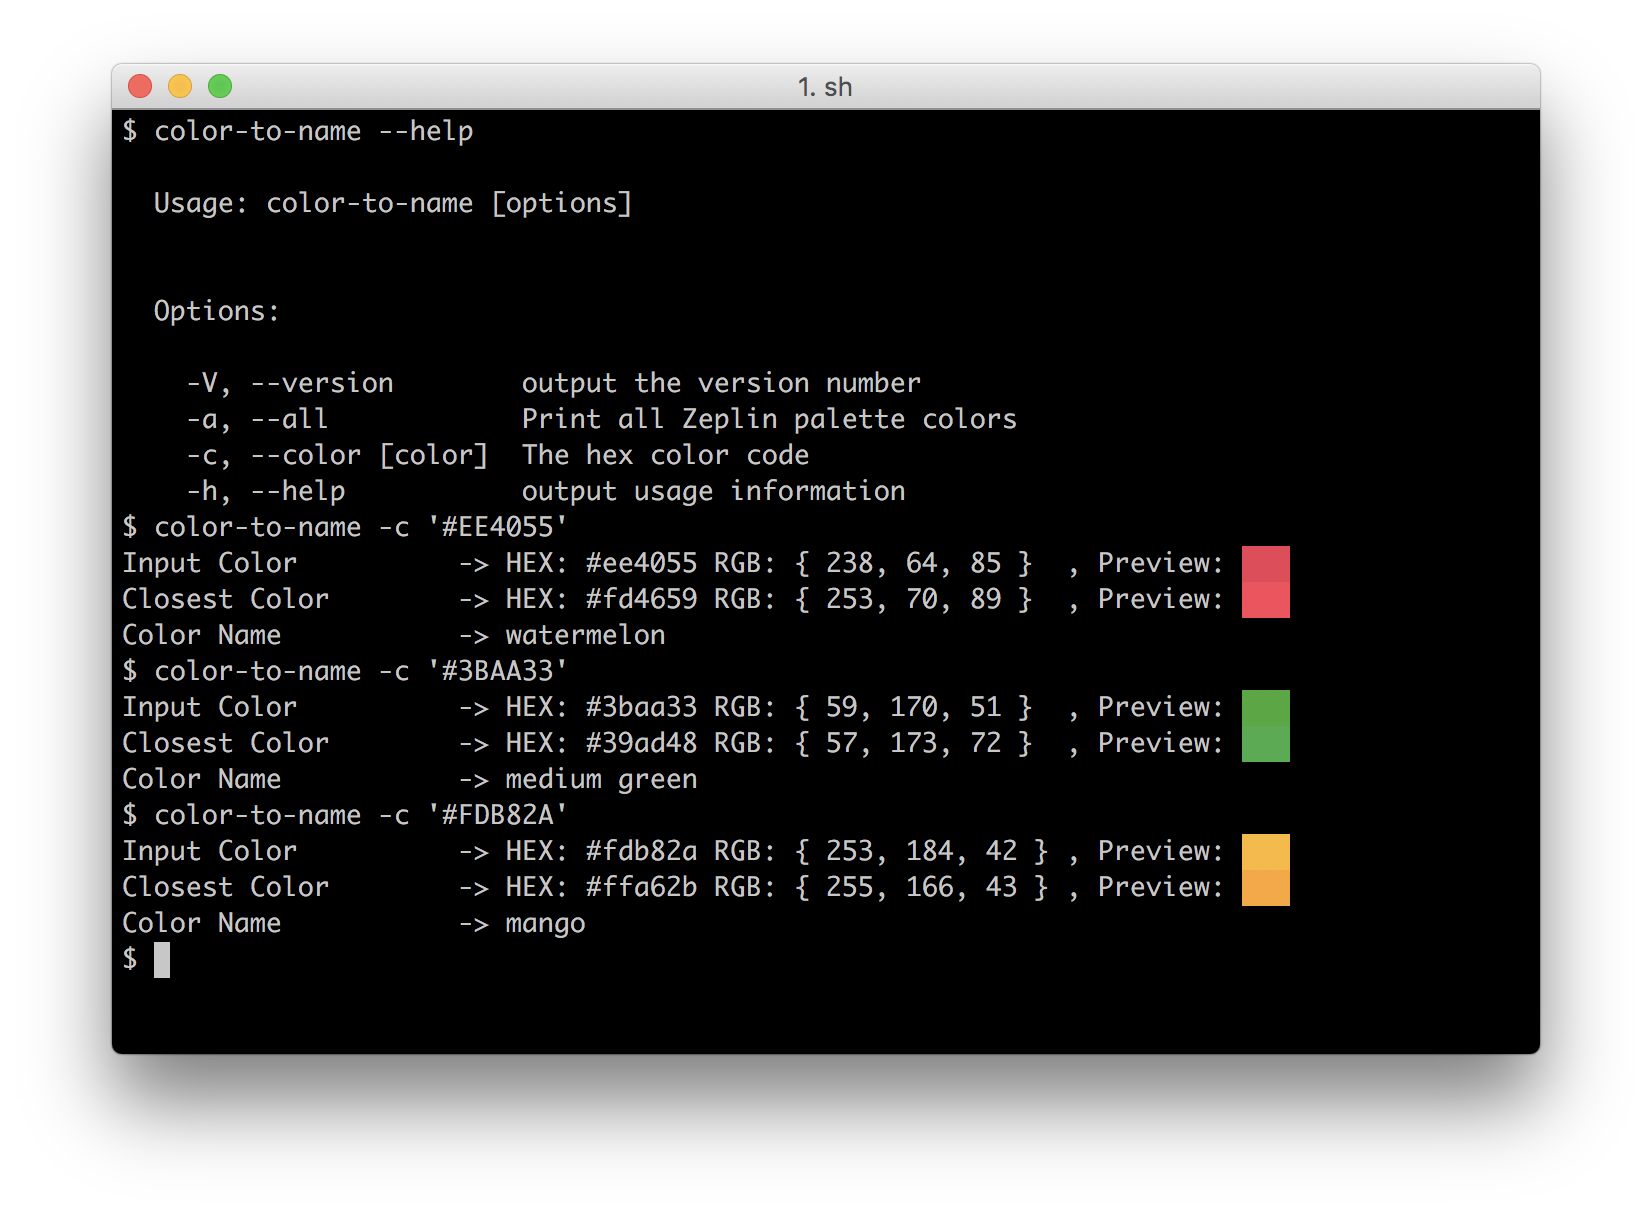 1. sh
$ color-to-name --help
Usage: color-to-name [options]
Options:
-V, --version output the version number
-a, --all Print all Zeplin palette colors
-c, --color [color] The hex color code
-h, --help output usage information
$ color-to-name -c '#EE4055'
Input Color -> HEX: #ee4055 RGB: { 238, 64, 85 } , Preview:
Closest Color -> HEX: #fd4659 RGB: { 253, 70, 89 } , Preview:
Color Name -> watermelon
$ color-to-name -c '#3BAA33'
Input Color -> HEX: #3baa33 RGB: { 59, 170, 51 } , Preview:
Closest Color -> HEX: #39ad48 RGB: { 57, 173, 72 } , Preview:
Color Name -> medium green
$ color-to-name -c '#FDB82A'
Input Color -> HEX: #fdb82a RGB: { 253, 184, 42 } , Preview:
Closest Color -> HEX: #ffa62b RGB: { 255, 166, 43 } , Preview:
Color Name -> mango
$